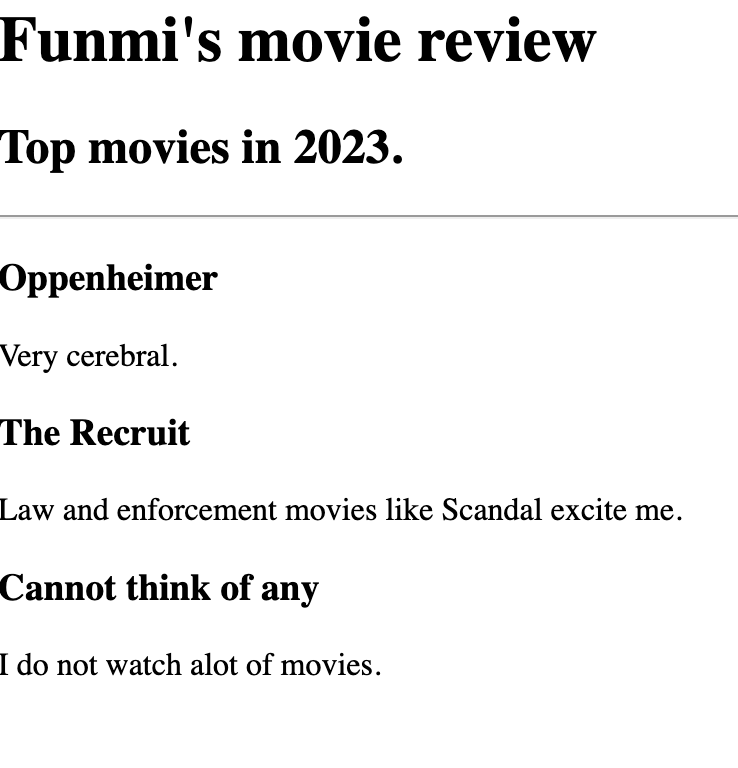 Funmi's movie review
Top movies in 2023.
Oppenheimer
Very cerebral.
The Recruit
Law and enforcement movies like Scandal excite me.
Cannot think of any
I do not watch alot of movies.